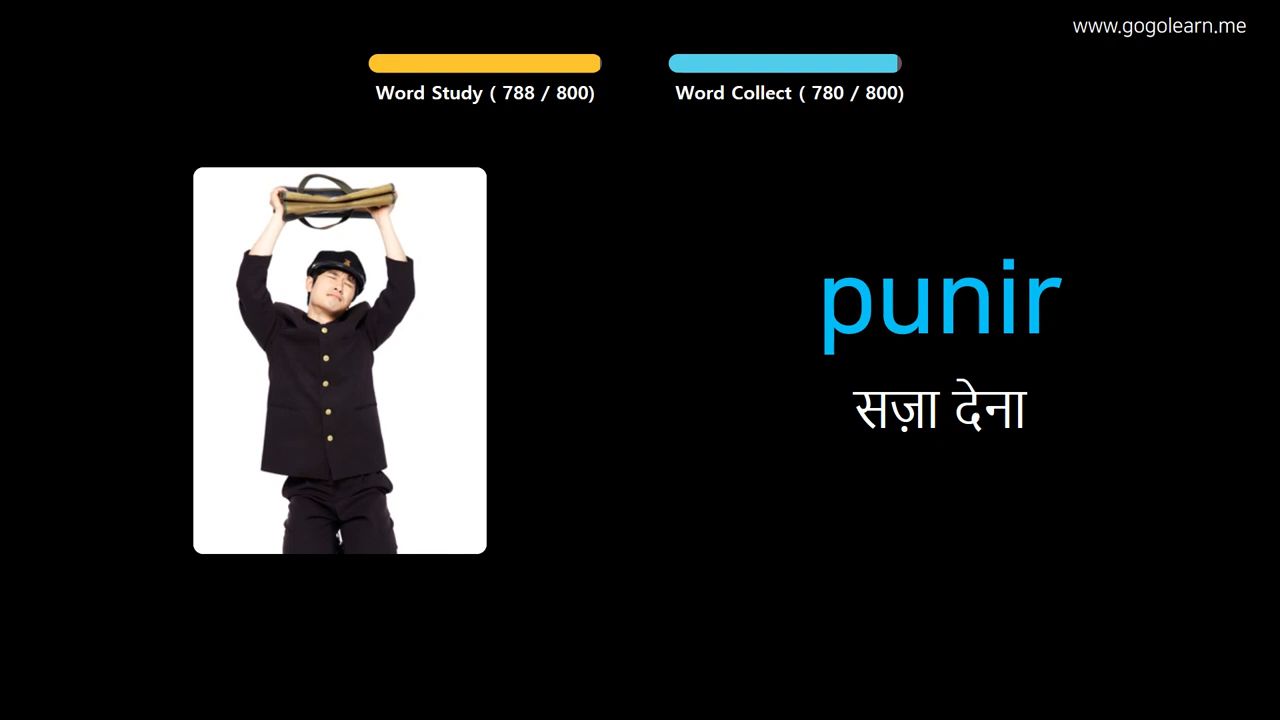 www.gogolearn.me
Word Study ( 788 / 800)
Word Collect ( 780 / 800)
punir
सज़ा देना